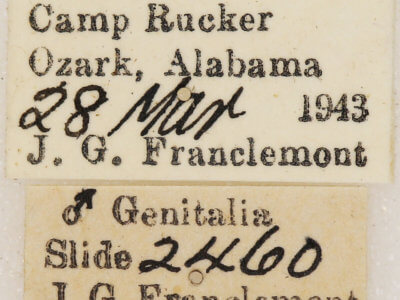 Camp Rucker
Ozark, Alabama
28 Mar 1943
J. G. Franclemont
♂ Genitalia
Slide 2460
J. G. Franclemont